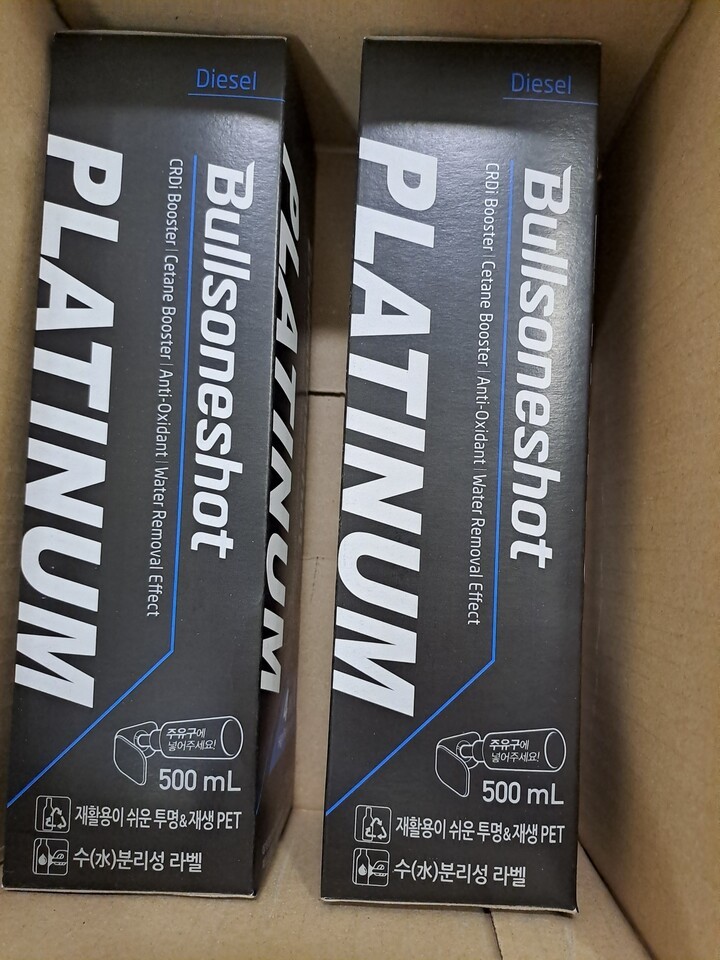 Diesel
Bullsoneshot
CRDi Booster | Cetane Booster | Anti-Oxidant | Water Removal Effect
PLATINUM
PLATINUM
주유구에
넣어주세요!
500 mL
재활용이 쉬운 투명&재생 PET
수(水)분리성 라벨
Diesel
Bullsoneshot
CRDi Booster | Cetane Booster | Anti-Oxidant | Water Removal Effect
PLATINUM
주유구에
넣어주세요!
500 mL
재활용이 쉬운 투명&재생 PET
수(水)분리성 라벨